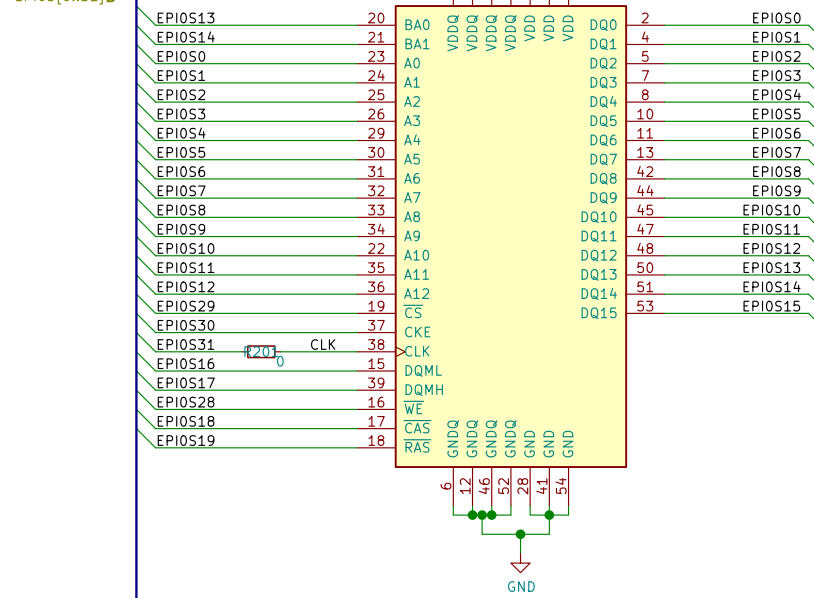 EPI0S13 20 BA0 VDDQ VDDQ VDDQ VDDQ VDD VDD VDD DQ0 2 EPI0S0
EPI0S14 21 BA1 DQ1 4 EPI0S1
EPI0S0 23 A0 DQ2 5 EPI0S2
EPI0S1 24 A1 DQ3 7 EPI0S3
EPI0S2 25 A2 DQ4 8 EPI0S4
EPI0S3 26 A3 DQ5 10 EPI0S5
EPI0S4 29 A4 DQ6 11 EPI0S6
EPI0S5 30 A5 DQ7 13 EPI0S7
EPI0S6 31 A6 DQ8 42 EPI0S8
EPI0S7 32 A7 DQ9 44 EPI0S9
EPI0S8 33 A8 DQ10 45 EPI0S10
EPI0S9 34 A9 DQ11 47 EPI0S11
EPI0S10 22 A10 DQ12 48 EPI0S12
EPI0S11 35 A11 DQ13 50 EPI0S13
EPI0S12 36 A12 DQ14 51 EPI0S14
EPI0S29 19 CS DQ15 53 EPI0S15
EPI0S30 37 CKE
EPI0S31 R201 0 CLK 38 CLK
EPI0S16 15 DQML
EPI0S17 39 DQMH
EPI0S28 16 WE
EPI0S18 17 CAS
EPI0S19 18 RAS
GNDQ GNDQ GNDQ GNDQ GND GND GND
6 12 46 52 28 41 54
GND